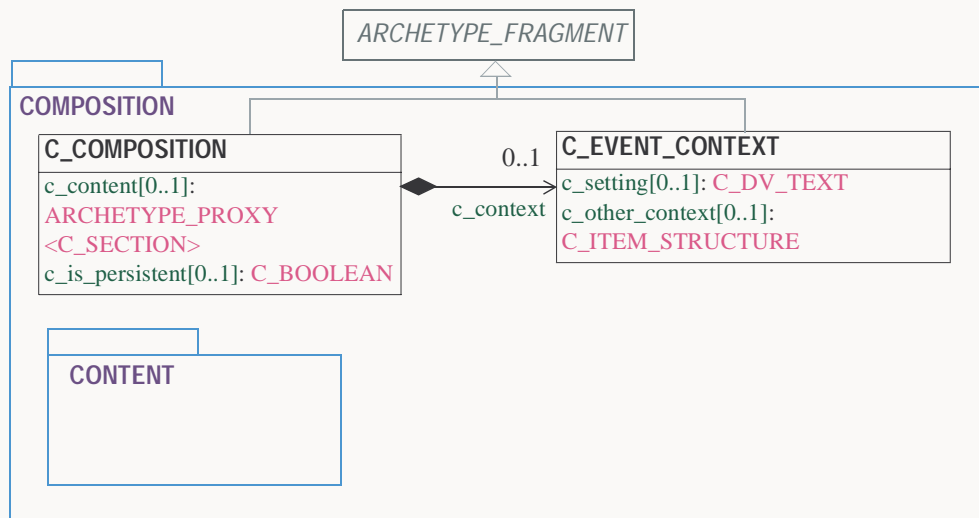 ARCHETYPE_FRAGMENT
COMPOSITION
C_COMPOSITION
c_content[0..1]:
ARCHETYPE_PROXY
<C_SECTION>
c_is_persistent[0..1]: C_BOOLEAN
0..1
c_context
C_EVENT_CONTEXT
c_setting[0..1]: C_DV_TEXT
c_other_context[0..1]:
C_ITEM_STRUCTURE
CONTENT